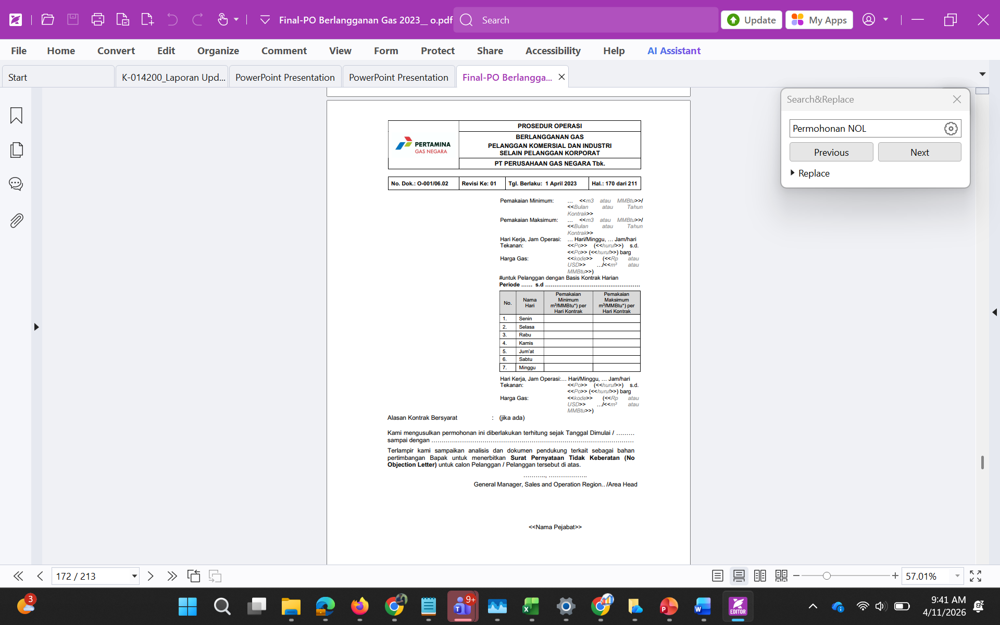 Final-PO Berlangganan Gas 2023__ o.pdf
Search
Update
My Apps
File
Home
Convert
Edit
Organize
Comment
View
Form
Protect
Share
Accessibility
Help
AI Assistant
Start
K-014200_Laporan Upd...
PowerPoint Presentation
PowerPoint Presentation
Final-PO Berlangga...
Search&Replace
Permohonan NOL
Previous
Next
Replace
PERTAMINA
GAS NEGARA
PROSEDUR OPERASI
BERLANGGANAN GAS
PELANGGAN KOMERSIAL DAN INDUSTRI
SELAIN PELANGGAN KORPORAT
PT PERUSAHAAN GAS NEGARA Tbk.
No. Dok.: O-001/06.02 Revisi Ke: 01 Tgl. Berlaku: 1 April 2023 Hal.: 170 dari 211
Pemakaian Minimum: ... <<m3 atau MMBtu>>/
<<Bulan atau Tahun
Kontrak>>
Pemakaian Maksimum: ... <<m3 atau MMBtu>>/
<<Bulan atau Tahun
Kontrak>>
Hari Kerja, Jam Operasi: ... Hari/Minggu, ... Jam/hari
Tekanan: <<Po>> (<<huruf>>) s.d.
<<Po>> (<<huruf>>) barg
Harga Gas: <<kode>> (<<Rp atau
USD>> .../<<m³ atau
MMBtu>>)
#untuk Pelanggan dengan Basis Kontrak Harian
Periode ...... s.d ..................................................
No. Nama Hari Pemakaian Minimum m³/MMBtu*) per Hari Kontrak Pemakaian Maksimum m³/MMBtu*) per Hari Kontrak
1. Senin
2. Selasa
3. Rabu
4. Kamis
5. Jum'at
6. Sabtu
7. Minggu
Hari Kerja, Jam Operasi:... Hari/Minggu, ... Jam/hari
Tekanan: <<Po>> (<<huruf>>) s.d.
<<Po>> (<<huruf>>) barg
Harga Gas: <<kode>> (<<Rp atau
USD>> .../<<m³ atau
MMBtu>>)
Alasan Kontrak Bersyarat : (jika ada)
Kami mengusulkan permohonan ini diberlakukan terhitung sejak Tanggal Dimulai / .........
sampai dengan ....................................................................................................
Terlampir kami sampaikan analisis dan dokumen pendukung terkait sebagai bahan
pertimbangan Bapak untuk menerbitkan Surat Pernyataan Tidak Keberatan (No
Objection Letter) untuk calon Pelanggan / Pelanggan tersebut di atas.
..........., ...................
General Manager, Sales and Operation Region.. /Area Head
<<Nama Pejabat>>
172 / 213
57.01%
3
9+
EDITOR
9:41 AM
4/11/2026